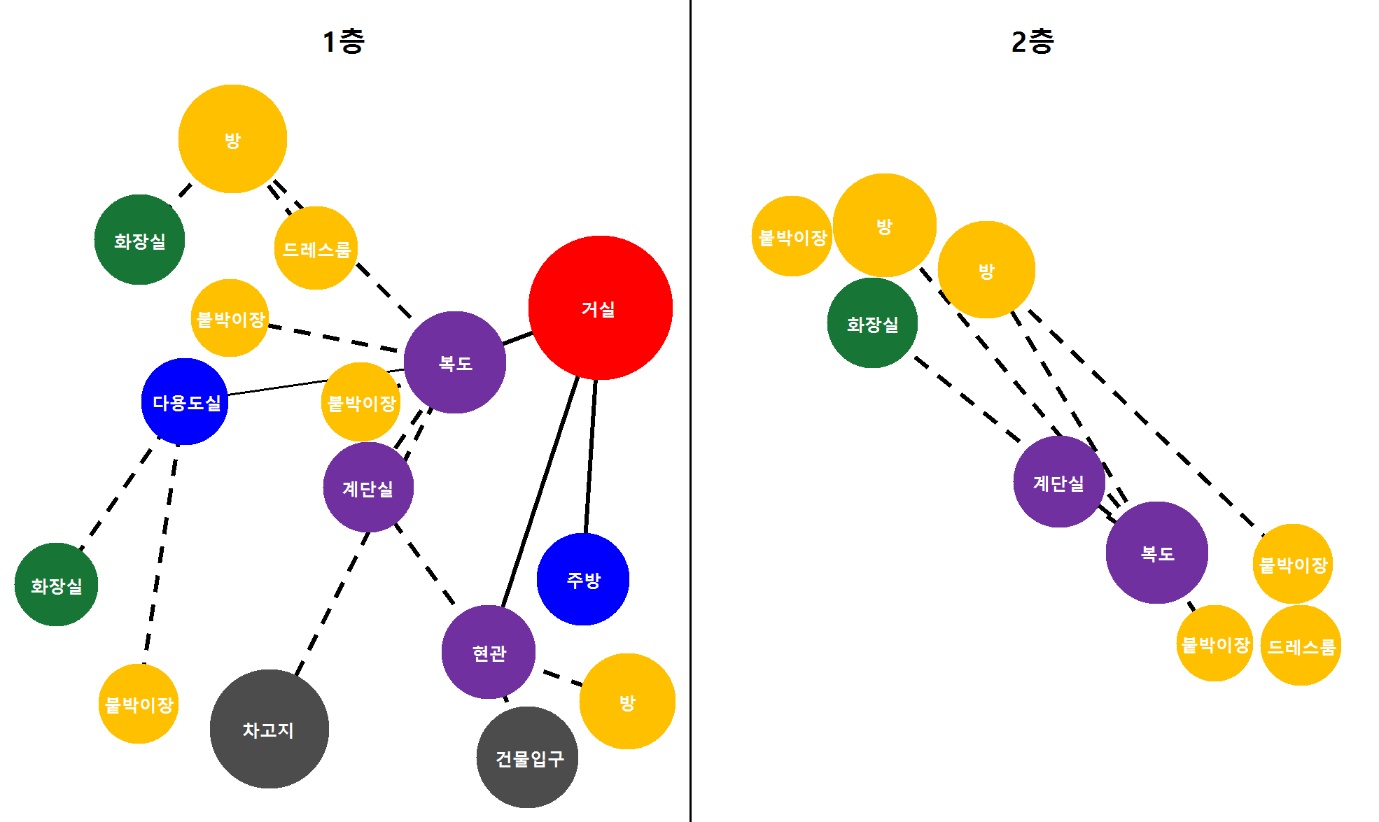 1층
방
화장실
드레스룸
붙박이장
거실
복도
다용도실
붙박이장
계단실
화장실
주방
현관
붙박이장
차고지
방
건물입구
2층
붙박이장
방
방
화장실
계단실
복도
붙박이장
붙박이장
드레스룸